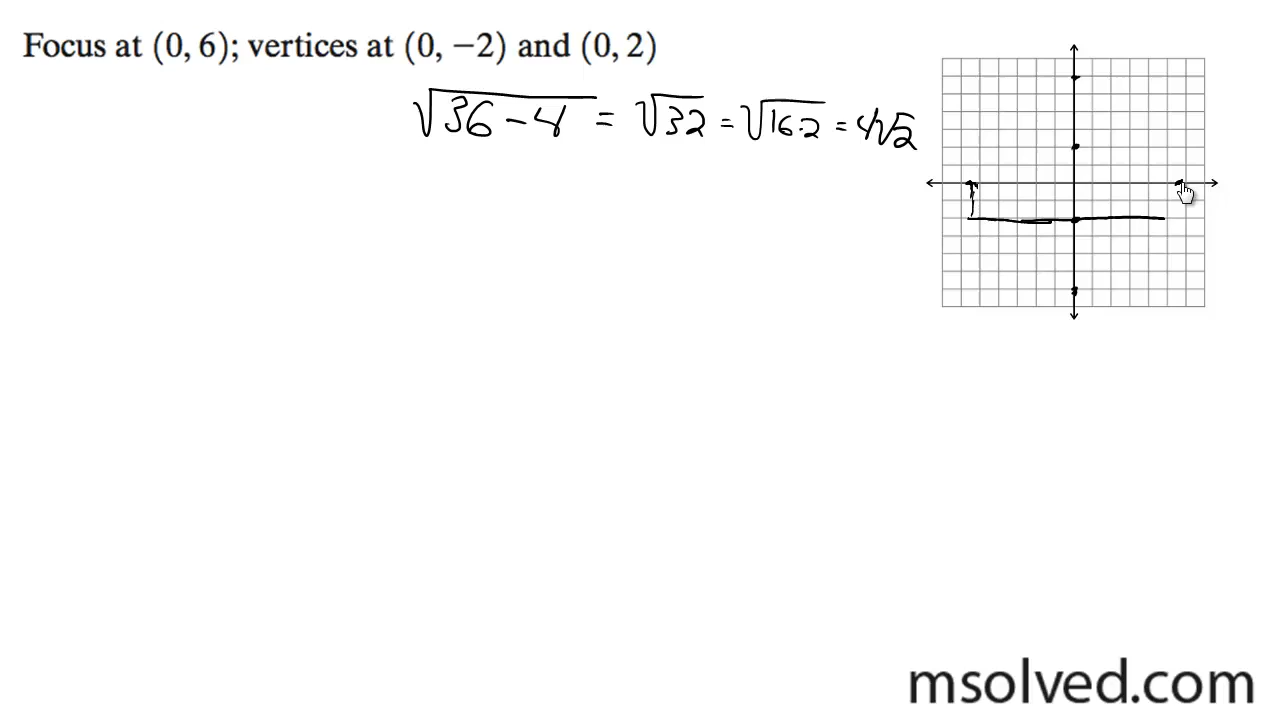 Focus at (0, 6); vertices at (0, −2) and (0, 2)
√36 − 4 = √32 = √16·2 = 4√2
msolved.com